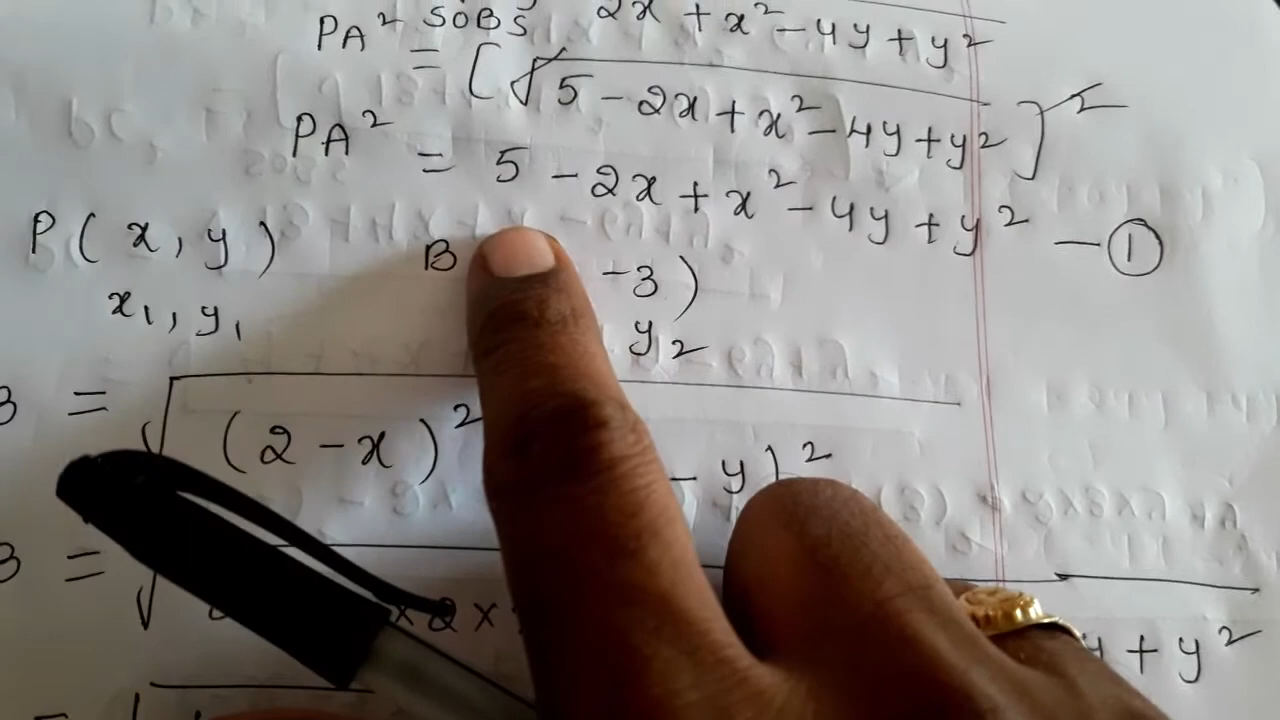 PA² SOBS 2x + x² - 4y + y²
= [√5 - 2x + x² - 4y + y²]²
PA² = 5 - 2x + x² - 4y + y² — ①
P(x, y) B -3)
x₁, y₁ y₂
= √(2 - x)² - y)²
= √ ×2× y + y²